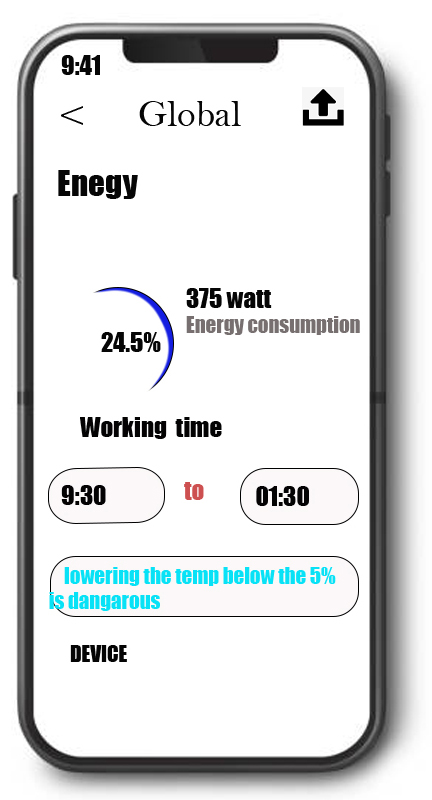 9:41
< Global
Enegy
375 watt
24.5%
Energy consumption
Working time
9:30 to 01:30
lowering the temp below the 5%
is dangarous
DEVICE